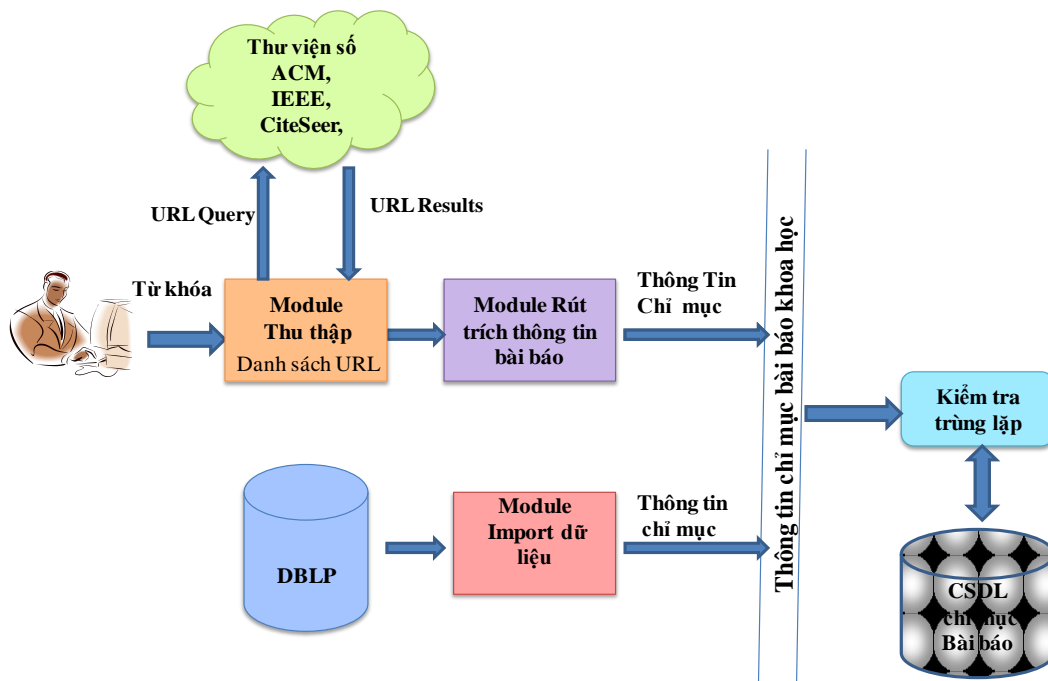 Thư viện số
ACM,
IEEE,
CiteSeer,
URL Query
URL Results
Từ khóa
Module
Thu thập
Danh sách URL
Module Rút
trích thông tin
bài báo
Thông Tin
Chỉ mục
Thông tin chỉ mục bài báo khoa học
Kiểm tra
trùng lặp
DBLP
Module
Import dữ
liệu
Thông tin
chỉ mục
CSDL
chỉ mục
Bài báo